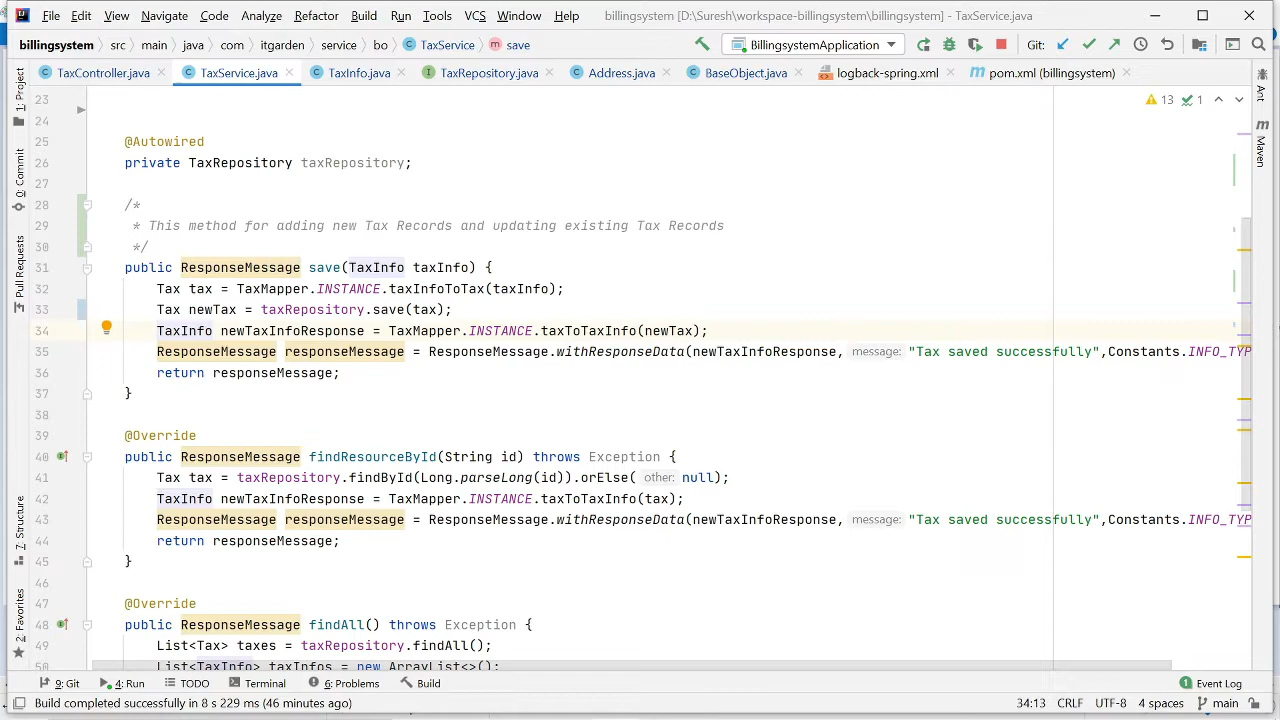 File Edit View Navigate Code Analyze Refactor Build Run Tools VCS Window Help billingsystem [D:\Suresh\workspace-billingsystem\billingsystem] - TaxService.java
billingsystem src main java com itgarden service bo TaxService save BillingsystemApplication Git:
TaxController.java TaxService.java TaxInfo.java TaxRepository.java Address.java BaseObject.java logback-spring.xml pom.xml (billingsystem)
1: Project
0: Commit
Pull Requests
7: Structure
2: Favorites
Ant
Maven
13 1
23
24
25 @Autowired
26 private TaxRepository taxRepository;
27
28 /*
29 * This method for adding new Tax Records and updating existing Tax Records
30 */
31 public ResponseMessage save(TaxInfo taxInfo) {
32 Tax tax = TaxMapper.INSTANCE.taxInfoToTax(taxInfo);
33 Tax newTax = taxRepository.save(tax);
34 TaxInfo newTaxInfoResponse = TaxMapper.INSTANCE.taxToTaxInfo(newTax);
35 ResponseMessage responseMessage = ResponseMessage.withResponseData(newTaxInfoResponse, message: "Tax saved successfully",Constants.INFO_TYP
36 return responseMessage;
37 }
38
39 @Override
40 public ResponseMessage findResourceById(String id) throws Exception {
41 Tax tax = taxRepository.findById(Long.parseLong(id)).orElse( other: null);
42 TaxInfo newTaxInfoResponse = TaxMapper.INSTANCE.taxToTaxInfo(tax);
43 ResponseMessage responseMessage = ResponseMessage.withResponseData(newTaxInfoResponse, message: "Tax saved successfully",Constants.INFO_TYP
44 return responseMessage;
45 }
46
47 @Override
48 public ResponseMessage findAll() throws Exception {
49 List<Tax> taxes = taxRepository.findAll();
50 List<TaxInfo> taxInfos = new ArrayList<>();
9: Git 4: Run TODO Terminal 6: Problems Build 1 Event Log
Build completed successfully in 8 s 229 ms (46 minutes ago) 34:13 CRLF UTF-8 4 spaces main